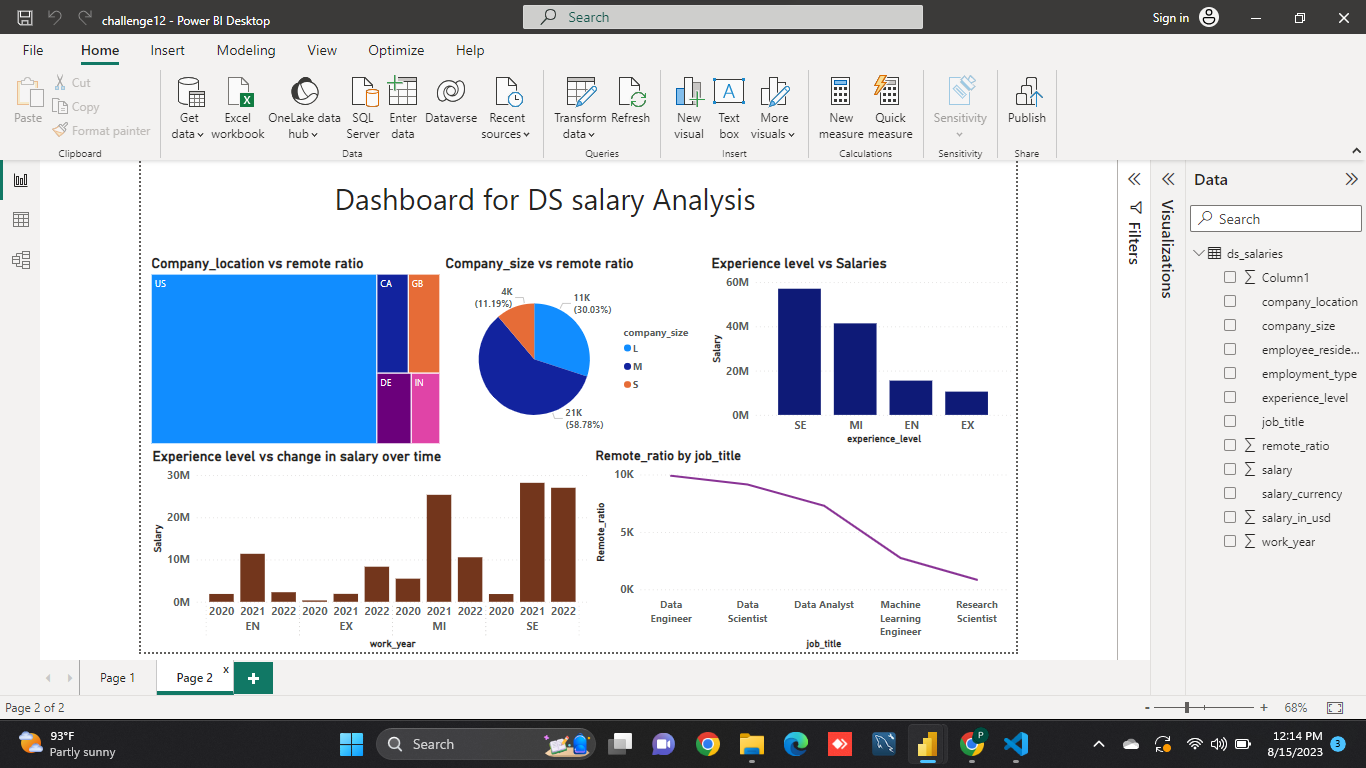 challenge12 - Power BI Desktop
Search
Sign in
File
Home
Insert
Modeling
View
Optimize
Help
Paste
Cut
Copy
Format painter
Clipboard
Get
data
Excel
workbook
OneLake data
hub
SQL
Server
Enter
data
Dataverse
Recent
sources
Data
Transform
data
Refresh
Queries
New
visual
Text
box
More
visuals
Insert
New
measure
Quick
measure
Calculations
Sensitivity
Sensitivity
Publish
Share
Dashboard for DS salary Analysis
Company_location vs remote ratio
US
CA
GB
DE
IN
Company_size vs remote ratio
4K
(11.19%)
11K
(30.03%)
21K
(58.78%)
company_size
L
M
S
Experience level vs Salaries
Salary
60M
40M
20M
0M
SE MI EN EX
experience_level
Experience level vs change in salary over time
Salary
30M
20M
10M
0M
2020 2021 2022 2020 2021 2022 2020 2021 2022 2020 2021 2022
EN EX MI SE
work_year
Remote_ratio by job_title
Remote_ratio
10K
5K
0K
Data
Engineer
Data
Scientist
Data Analyst
Machine
Learning
Engineer
Research
Scientist
job_title
Filters
Visualizations
Data
Search
ds_salaries
Column1
company_location
company_size
employee_reside...
employment_type
experience_level
job_title
remote_ratio
salary
salary_currency
salary_in_usd
work_year
Page 1
Page 2
x
+
Page 2 of 2
- + 68%
93°F
Partly sunny
Search
P
12:14 PM
8/15/2023
3